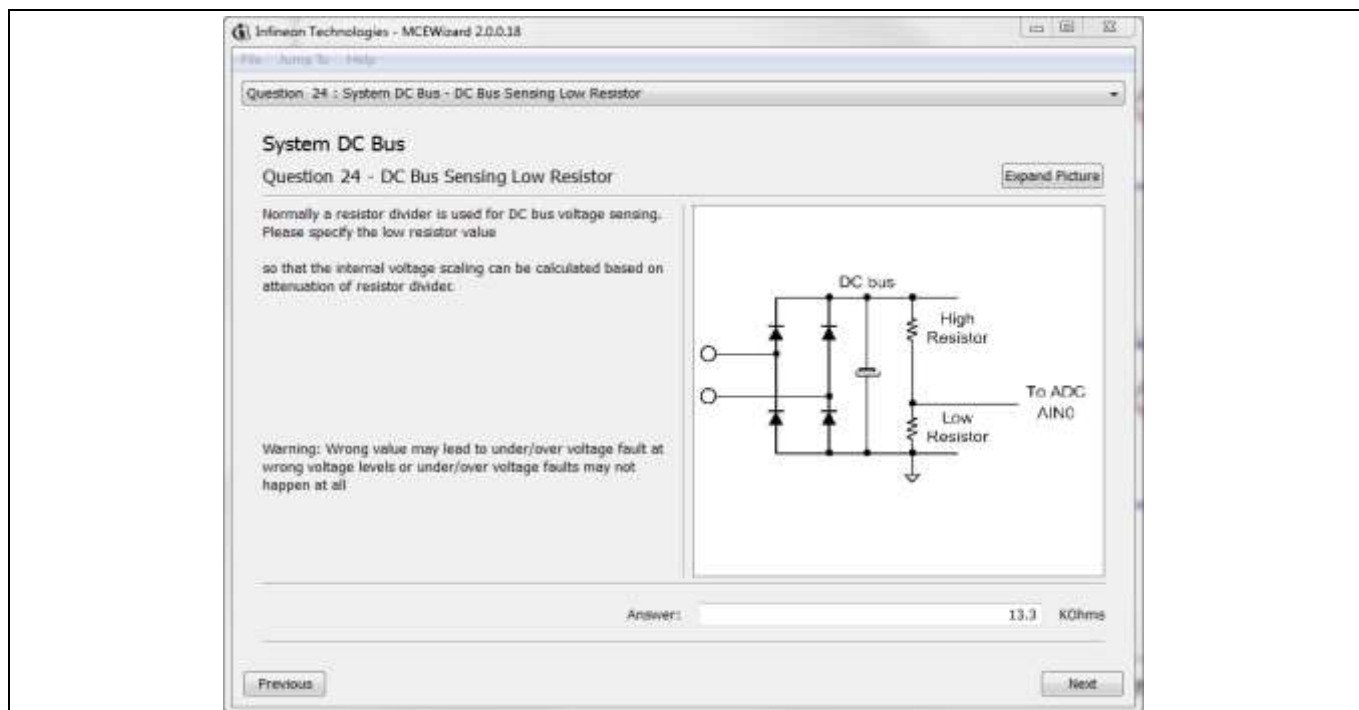 Infineon Technologies - MCEWizard 2.0.0.18
File Jump To Help
Question 24 : System DC Bus - DC Bus Sensing Low Resistor
System DC Bus
Question 24 - DC Bus Sensing Low Resistor
Expand Picture
Normally a resistor divider is used for DC bus voltage sensing.
Please specify the low resistor value
so that the internal voltage scaling can be calculated based on
attenuation of resistor divider.
Warning: Wrong value may lead to under/over voltage fault at
wrong voltage levels or under/over voltage faults may not
happen at all
DC bus
High
Resistor
To ADC
AIN0
Low
Resistor
Answer: 13.3 KOhms
Previous Next